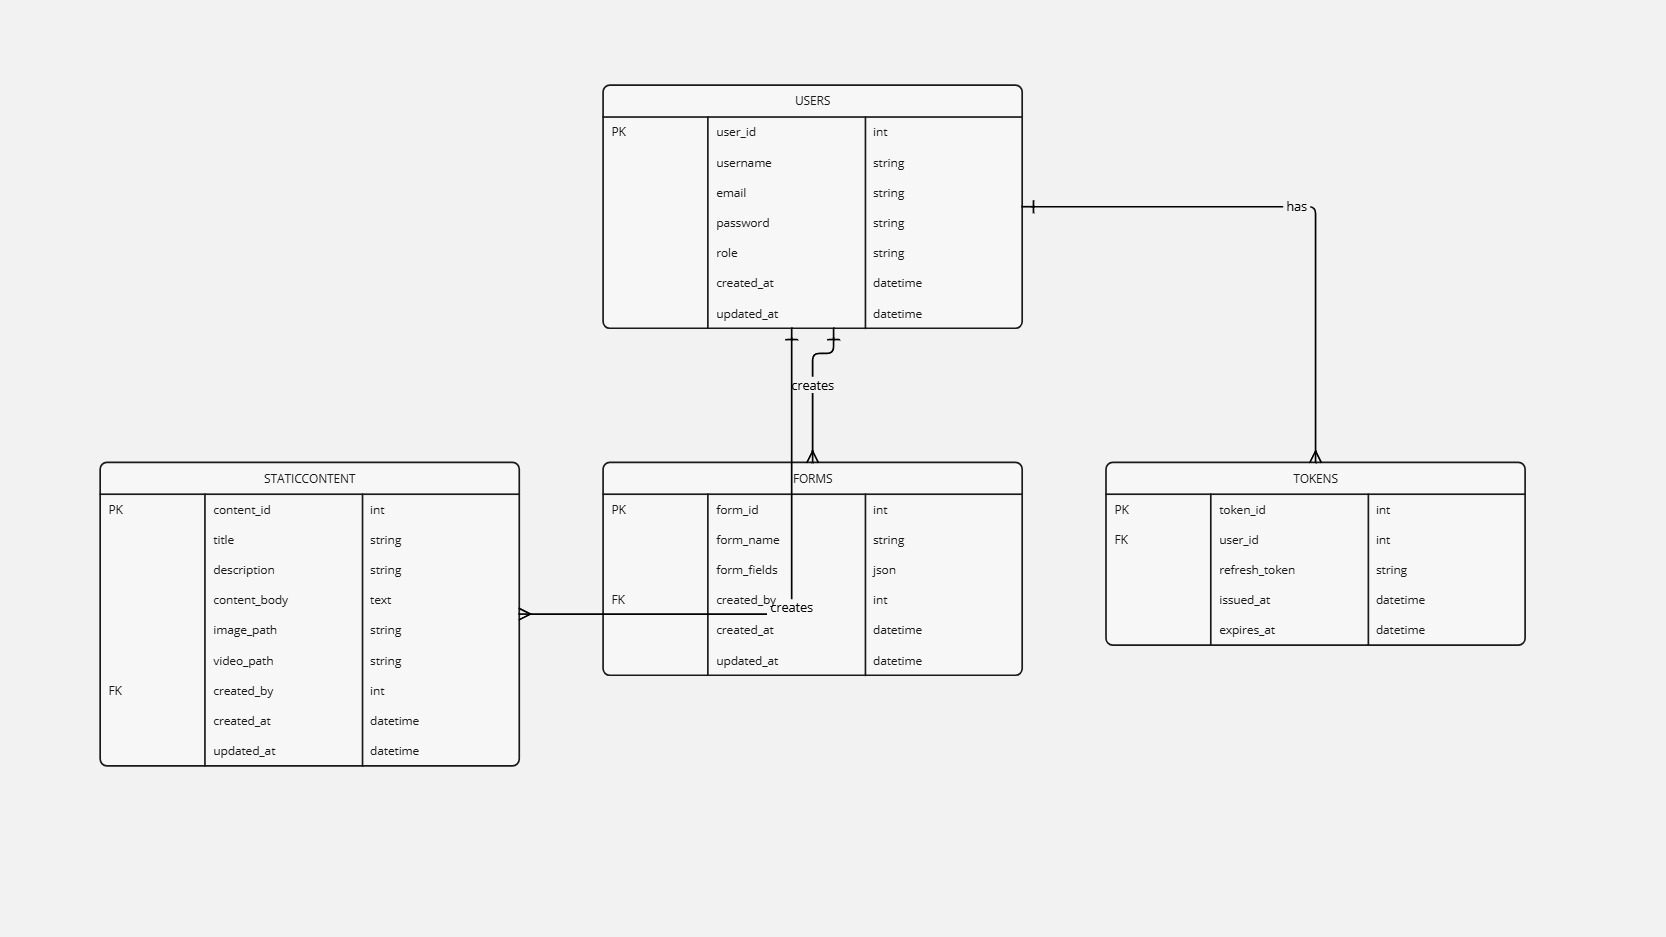 USERS
PK user_id int
username string
email string
password string
role string
created_at datetime
updated_at datetime
has
creates
STATICCONTENT
PK content_id int
title string
description string
content_body text
image_path string
video_path string
FK created_by int
created_at datetime
updated_at datetime
FORMS
PK form_id int
form_name string
form_fields json
FK created_by int
created_at datetime
updated_at datetime
creates
TOKENS
PK token_id int
FK user_id int
refresh_token string
issued_at datetime
expires_at datetime